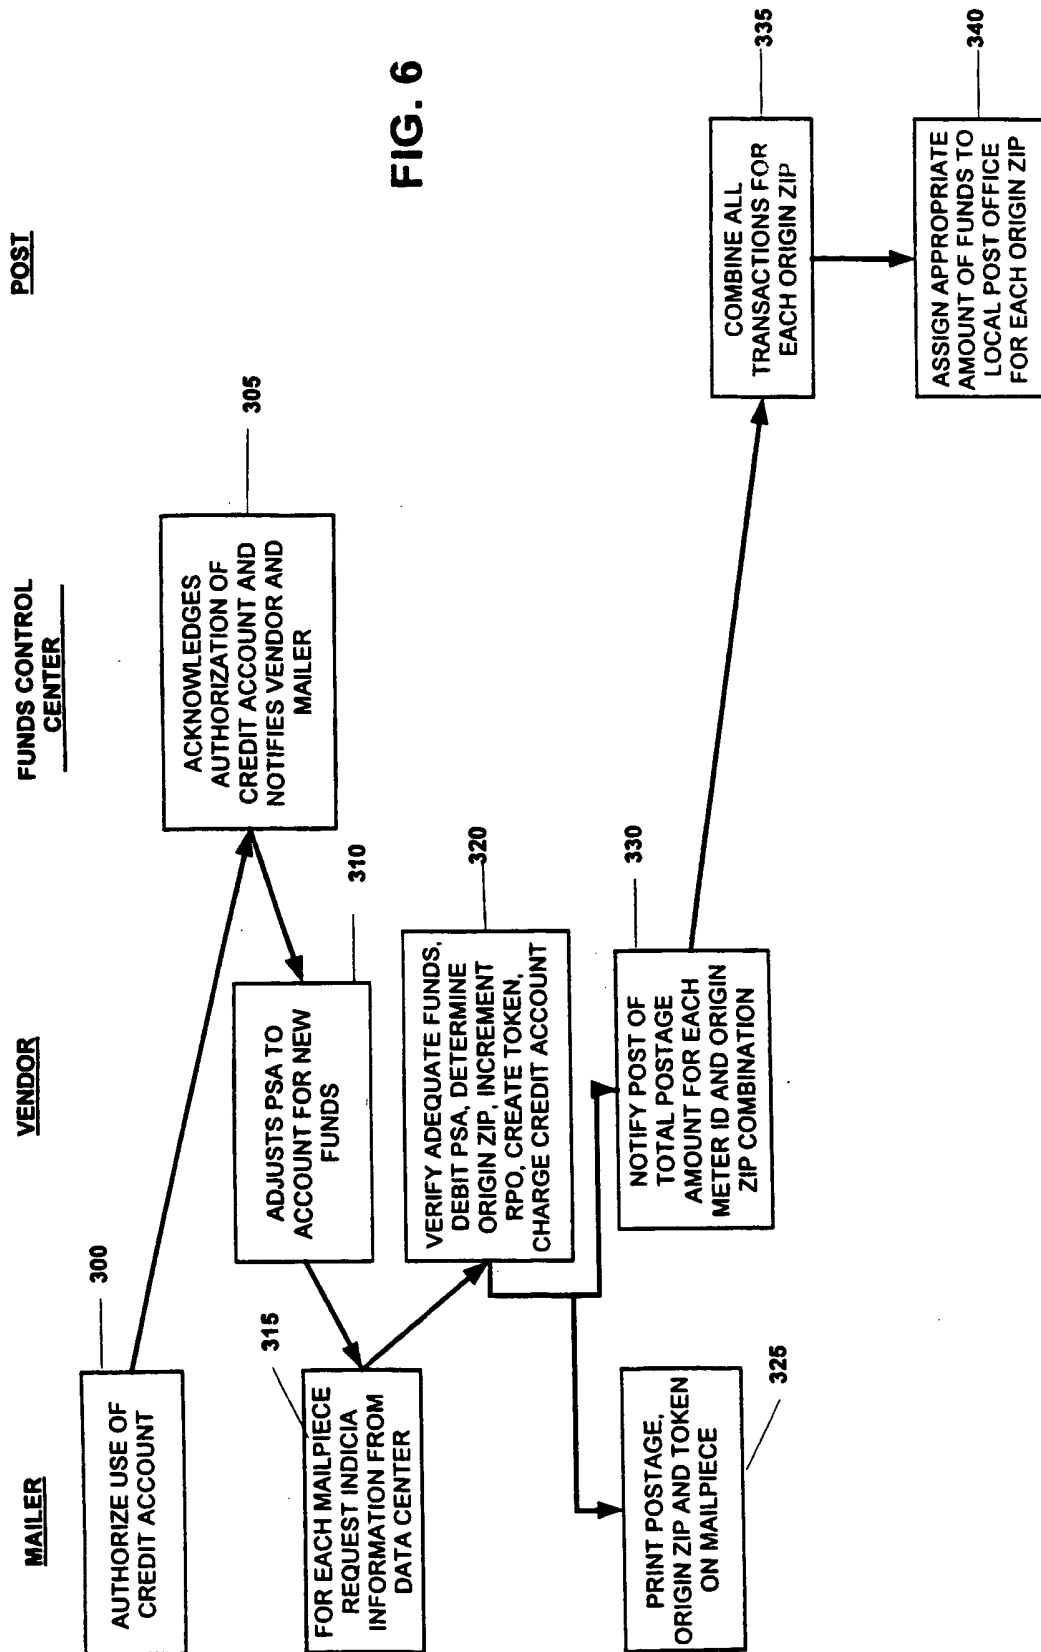 MAILER
VENDOR
FUNDS CONTROL
CENTER
POST
300
AUTHORIZE USE OF
CREDIT ACCOUNT
305
ACKNOWLEDGES
AUTHORIZATION OF
CREDIT ACCOUNT AND
NOTIFIES VENDOR AND
MAILER
310
ADJUSTS PSA TO
ACCOUNT FOR NEW
FUNDS
315
FOR EACH MAILPIECE
REQUEST INDICIA
INFORMATION FROM
DATA CENTER
320
VERIFY ADEQUATE FUNDS,
DEBIT PSA, DETERMINE
ORIGIN ZIP, INCREMENT
RPO, CREATE TOKEN,
CHARGE CREDIT ACCOUNT
325
PRINT POSTAGE,
ORIGIN ZIP AND TOKEN
ON MAILPIECE
330
NOTIFY POST OF
TOTAL POSTAGE
AMOUNT FOR EACH
METER ID AND ORIGIN
ZIP COMBINATION
335
COMBINE ALL
TRANSACTIONS FOR
EACH ORIGIN ZIP
340
ASSIGN APPROPRIATE
AMOUNT OF FUNDS TO
LOCAL POST OFFICE
FOR EACH ORIGIN ZIP
FIG. 6